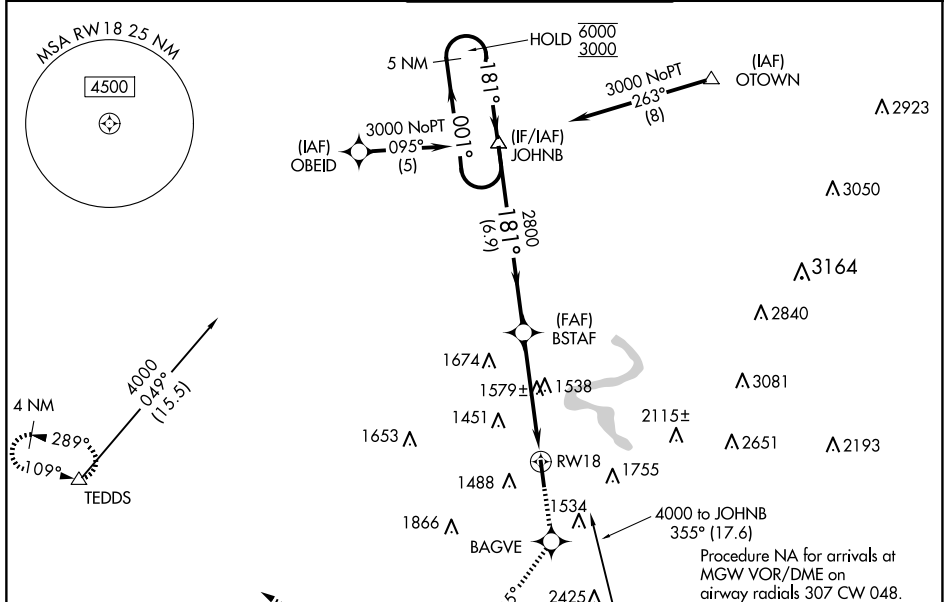 MSA RW18 25 NM
4500
HOLD
6000
3000
5 NM
181°
001°
3000 NoPT
095°
(5)
(IAF)
OBEID
(IF/IAF)
JOHNB
3000 NoPT
263°
(8)
(IAF)
OTOWN
2923
3050
2800
181°
(6.9)
3164
2840
(FAF)
BSTAF
1674
1579±
1538
3081
4000
049°
(15.5)
4 NM
289°
109°
TEDDS
1451
1653
2115±
2651
2193
RW18
1488
1755
1534
1866
BAGVE
4000 to JOHNB
355° (17.6)
Procedure NA for arrivals at
MGW VOR/DME on
airway radials 307 CW 048.
5°
2425